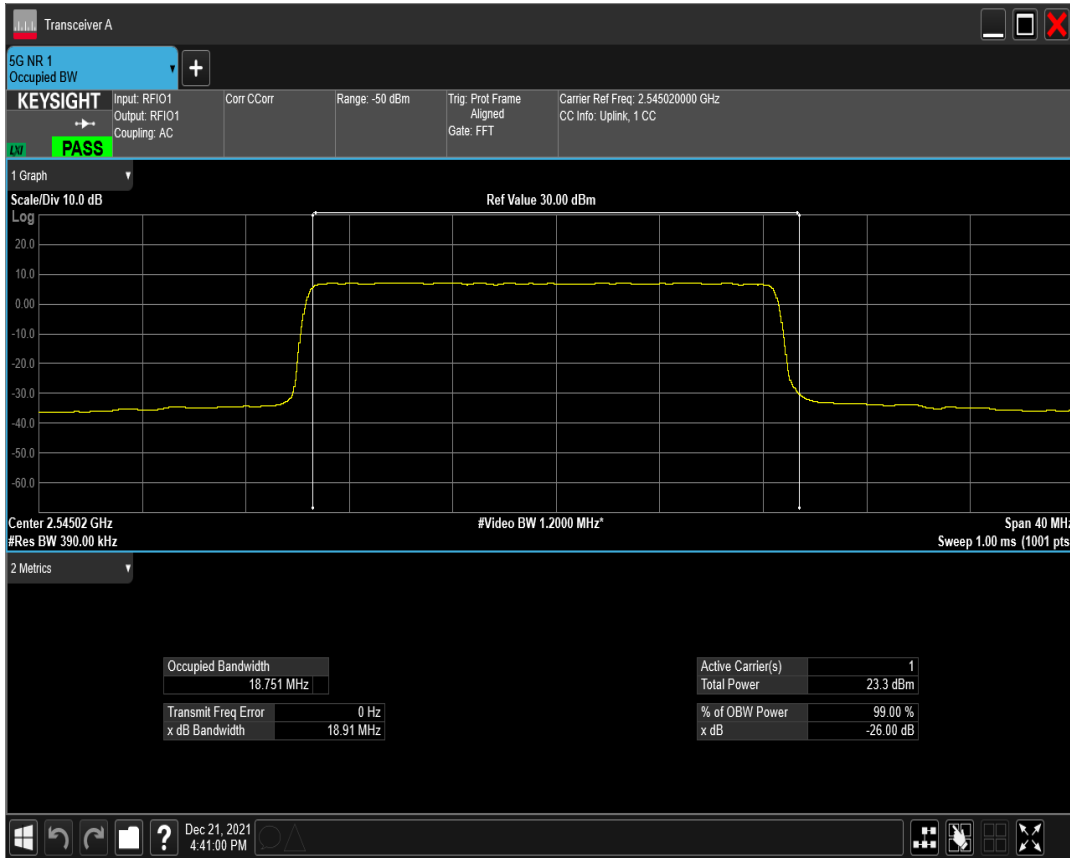 Transceiver A
5G NR 1
Occupied BW
+
KEYSIGHT
Input: RFIO1
Output: RFIO1
Coupling: AC
Corr CCorr
Range: -50 dBm
Trig: Prot Frame
Aligned
Gate: FFT
Carrier Ref Freq: 2.545020000 GHz
CC Info: Uplink, 1 CC
LXI
PASS
1 Graph
Scale/Div 10.0 dB
Ref Value 30.00 dBm
Log
20.0
10.0
0.00
-10.0
-20.0
-30.0
-40.0
-50.0
-60.0
Center 2.54502 GHz
#Video BW 1.2000 MHz*
Span 40 MHz
#Res BW 390.00 kHz
Sweep 1.00 ms (1001 pts
2 Metrics
Occupied Bandwidth
18.751 MHz
Transmit Freq Error 0 Hz
x dB Bandwidth 18.91 MHz
Active Carrier(s) 1
Total Power 23.3 dBm
% of OBW Power 99.00 %
x dB -26.00 dB
?
Dec 21, 2021
4:41:00 PM